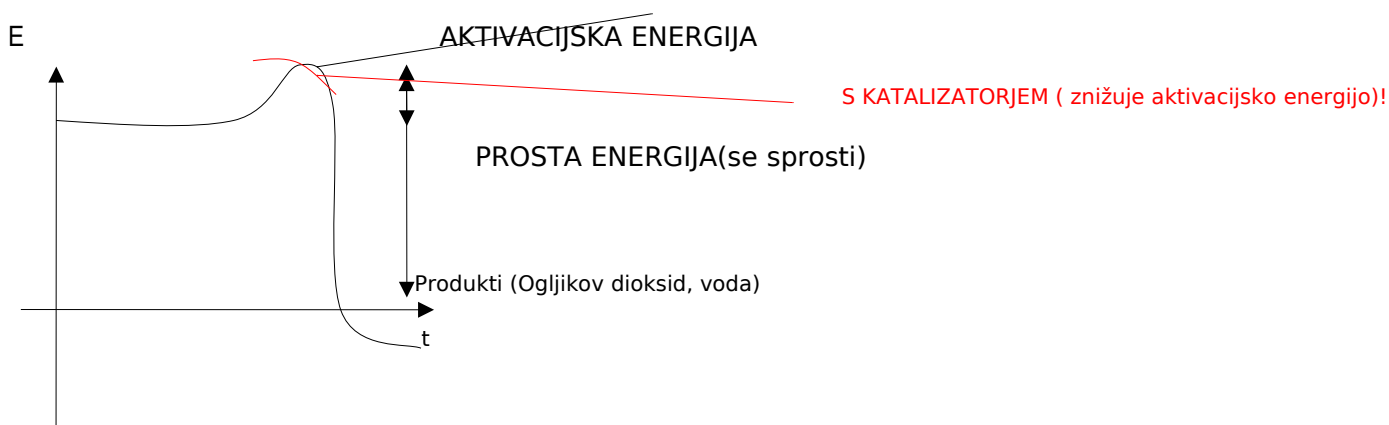 E
AKTIVACIJSKA ENERGIJA
S KATALIZATORJEM ( znižuje aktivacijsko energijo)!
PROSTA ENERGIJA(se sprosti)
Produkti (Ogljikov dioksid, voda)
t